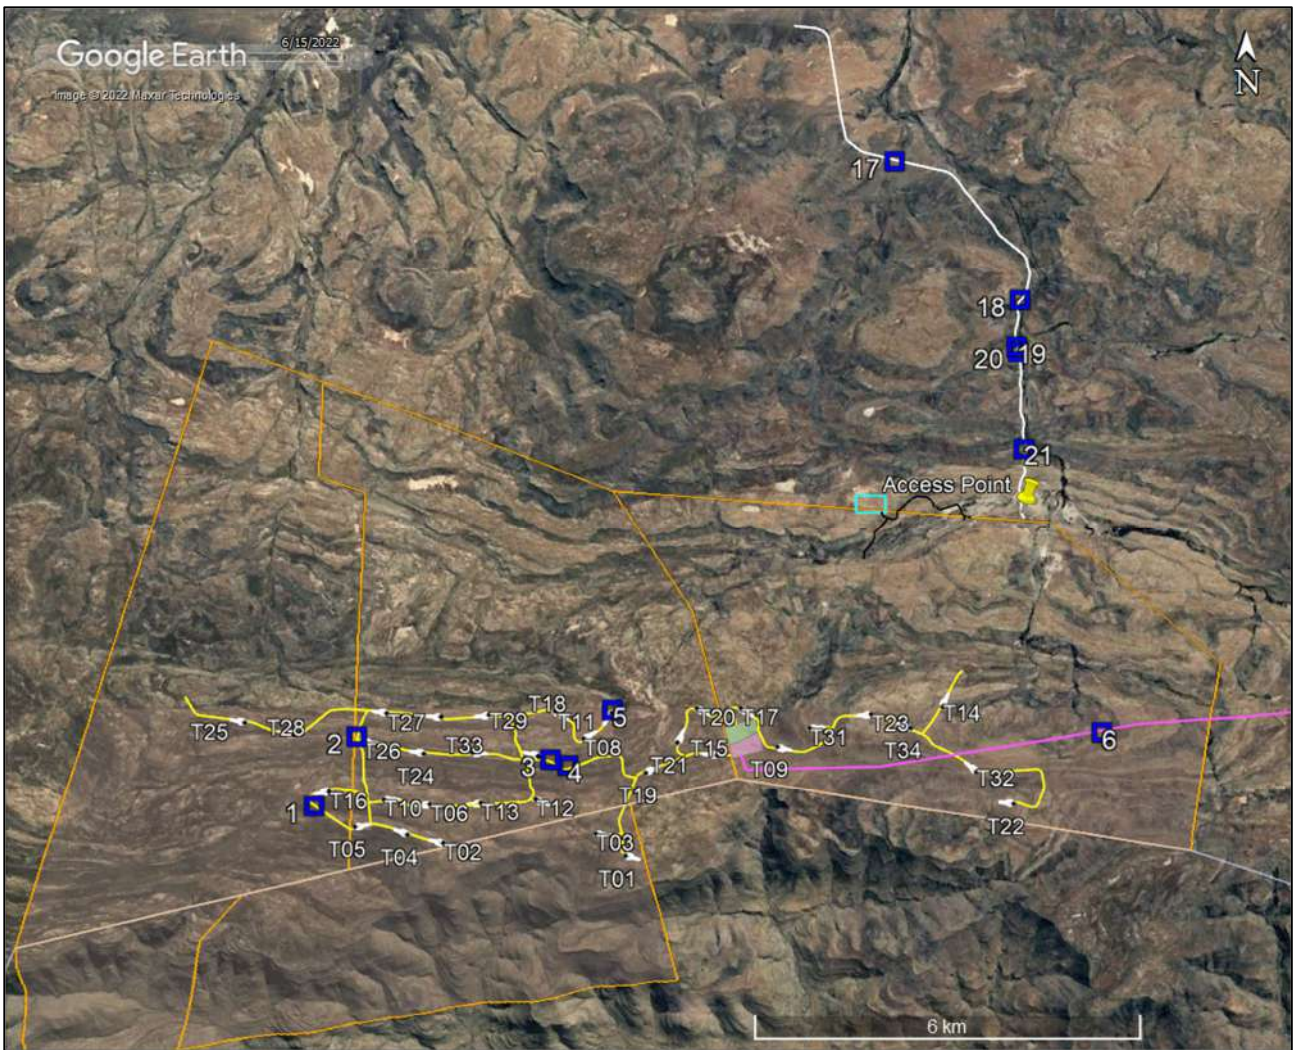 Google Earth
6/15/2022
Image © 2022 Maxar Technologies
N
17
18
19
20
21
Access Point
T18
5
T20
T17
T14
T25
T28
T27
T29
T11
T23
T31
2
T26
T33
T08
T15
T34
6
T24
3
4
T21
T09
T32
1
T16
T10
T06
T13
T12
T19
T22
T05
T04
T02
T03
T01
6 km